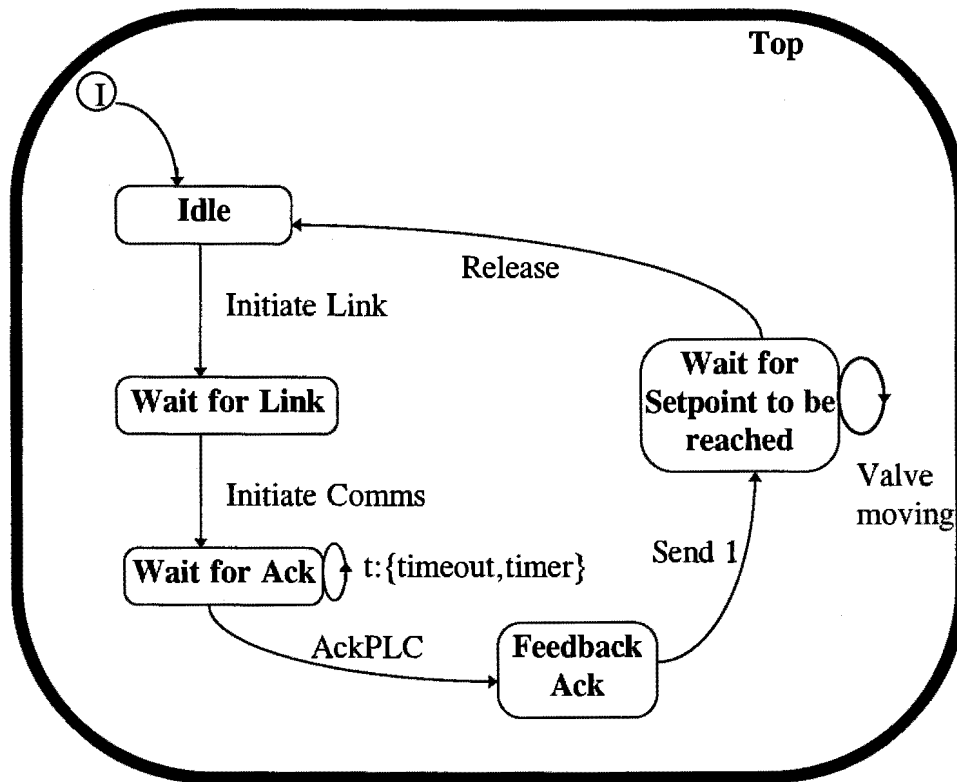 Top
I
Idle
Release
Initiate Link
Wait for
Setpoint to be
reached
Wait for Link
Valve
moving
Initiate Comms
Send 1
Wait for Ack
t:{timeout,timer}
AckPLC
Feedback
Ack